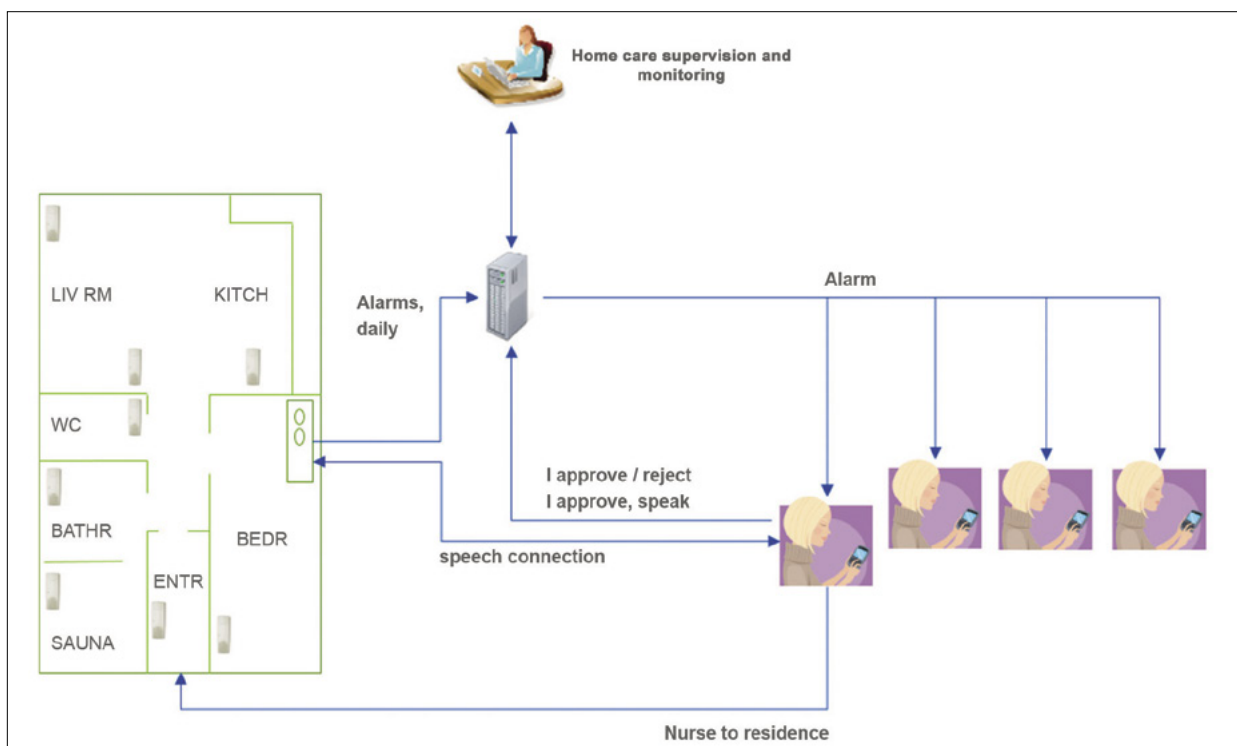 Home care supervision and
monitoring
LIV RM
KITCH
Alarms,
daily
Alarm
WC
I approve / reject
I approve, speak
BATHR
BEDR
speech connection
ENTR
SAUNA
Nurse to residence